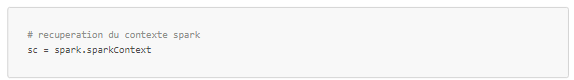 # recuperation du contexte spark
sc = spark.sparkContext